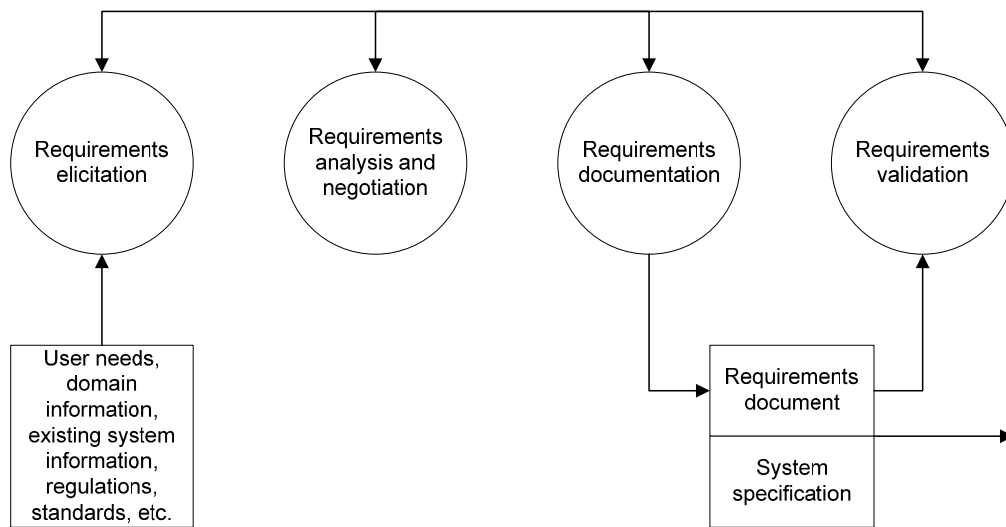 Requirements
elicitation
Requirements
analysis and
negotiation
Requirements
documentation
Requirements
validation
User needs,
domain
information,
existing system
information,
regulations,
standards, etc.
Requirements
document
System
specification